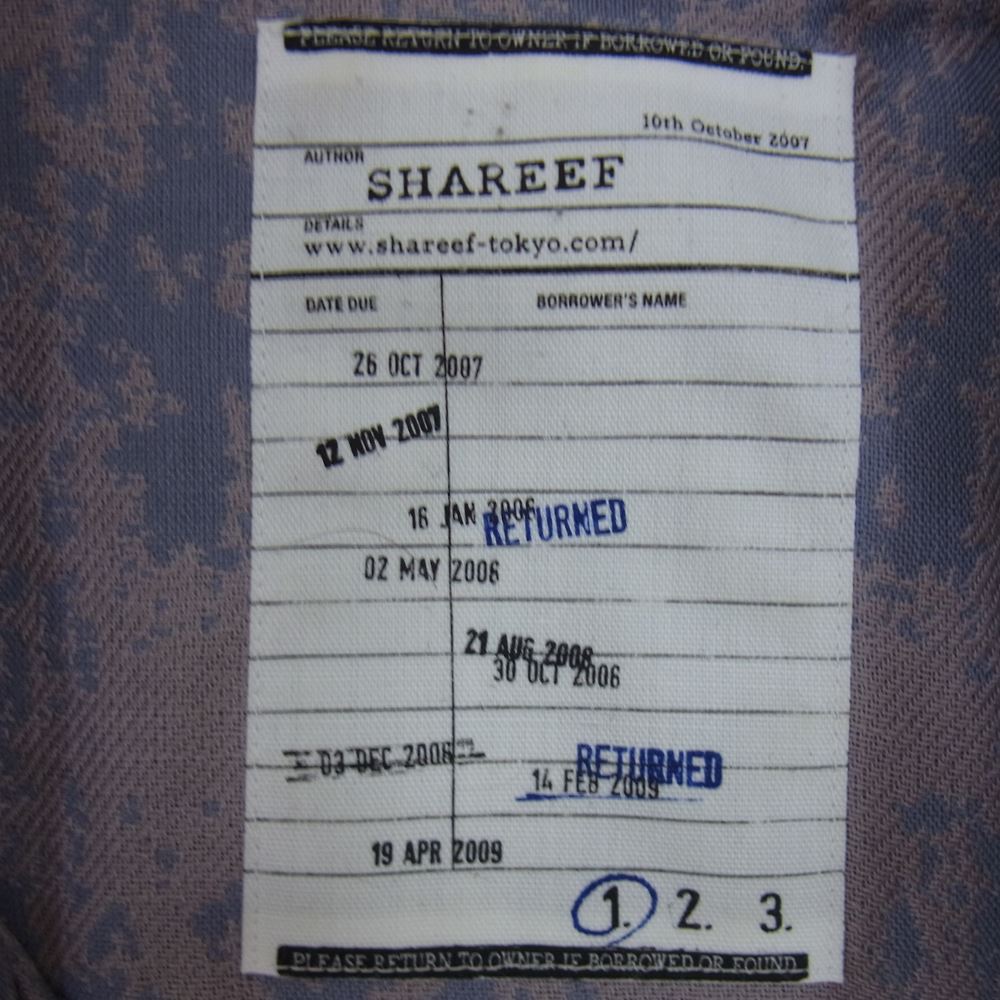 PLEASE RETURN TO OWNER IF BORROWED OR FOUND.
10th October 2007
AUTHOR
SHAREEF
DETAILS
www.shareef-tokyo.com/
DATE DUE BORROWER'S NAME
26 OCT 2007
12 NOV 2007
16 JAN 2006 RETURNED
02 MAY 2006
21 AUG 2008
30 OCT 2006
03 DEC 2006 RETURNED
14 FEB 2009
19 APR 2009
1. 2. 3.
PLEASE RETURN TO OWNER IF BORROWED OR FOUND